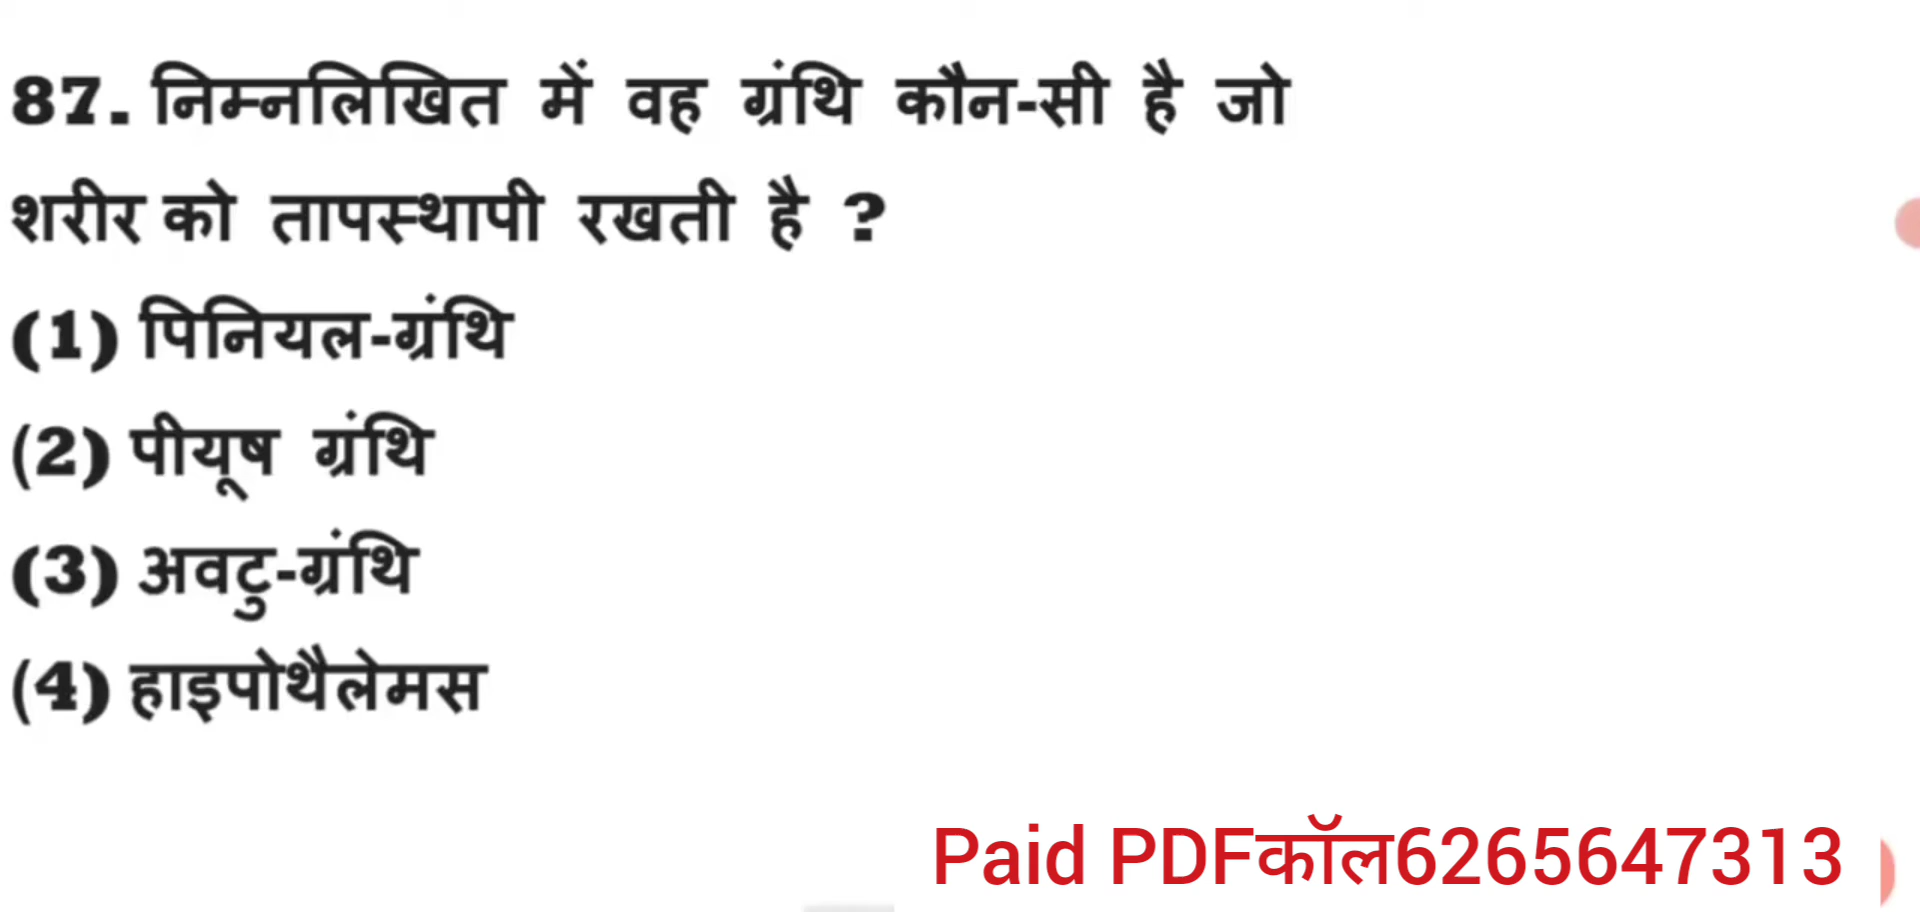 87. निम्नलिखित में वह ग्रंथि कौन-सी है जो
शरीर को तापस्थापी रखती है ?
(1) पिनियल-ग्रंथि
(2) पीयूष ग्रंथि
(3) अवटु-ग्रंथि
(4) हाइपोथैलेमस
Paid PDFकॉल6265647313